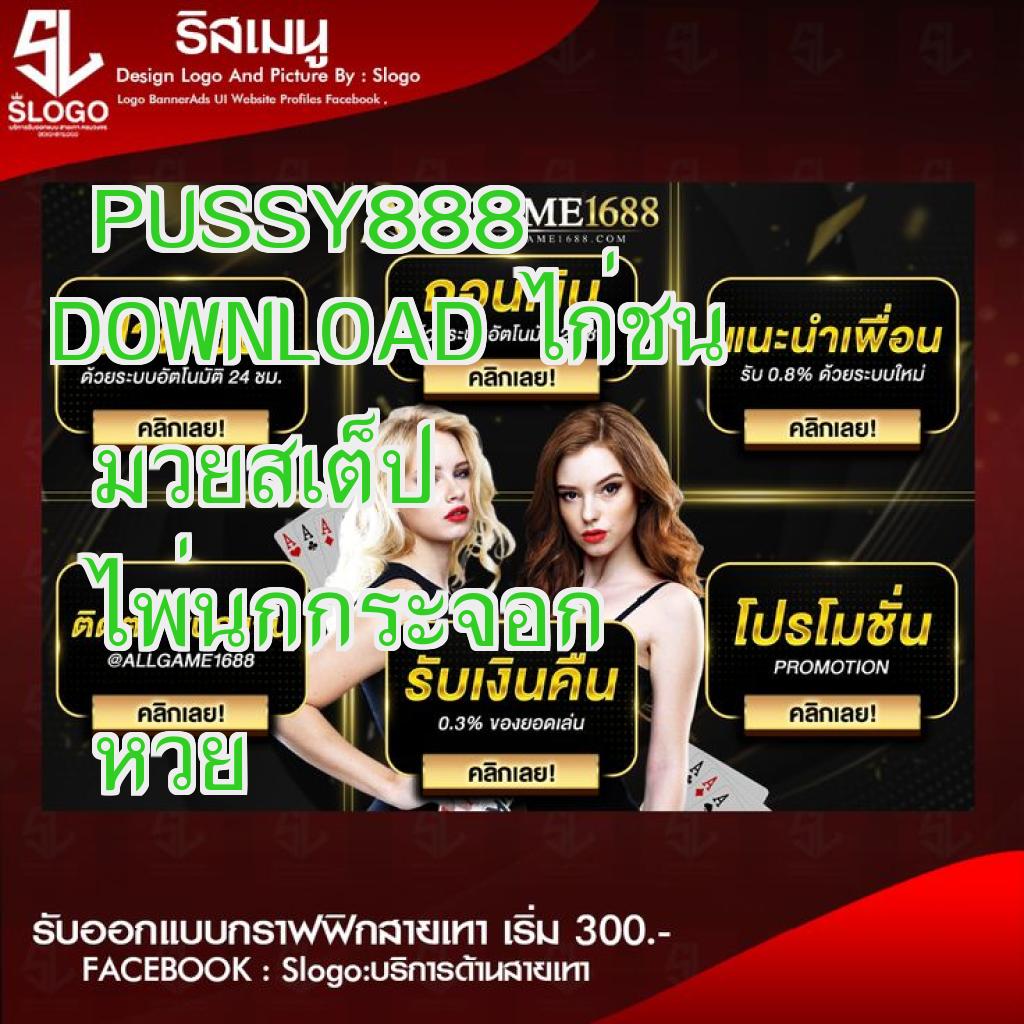 SL
SLOGO
ริสเมนู
Design Logo And Picture By : Slogo
Logo BannerAds UI Website Profiles Facebook .
PUSSY888
ME1688
AME1688.COM
DOWNLOAD ไก่ชน
ด้วยระบบอัตโนมัติ 24 ชม.
คลิกเลย!
คลิกเลย!
แนะนำเพื่อน
รับ 0.8% ด้วยระบบใหม่
คลิกเลย!
มวยสเต็ป
ไพ่นกกระจอก
@ALLGAME1688
คลิกเลย!
รับเงินคืน
0.3% ของยอดเล่น
คลิกเลย!
โปรโมชั่น
PROMOTION
คลิกเลย!
หวย
รับออกแบบกราฟฟิกสายเทา เริ่ม 300.-
FACEBOOK : Slogo:บริการด้านสายเทา